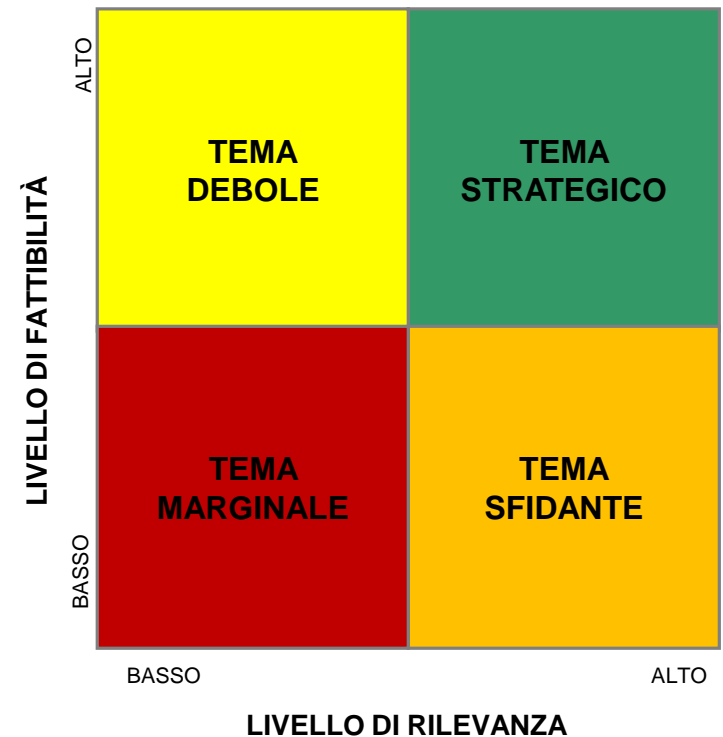 ALTO
TEMA
DEBOLE
TEMA
STRATEGICO
LIVELLO DI FATTIBILITÀ
TEMA
MARGINALE
TEMA
SFIDANTE
BASSO
BASSO
ALTO
LIVELLO DI RILEVANZA